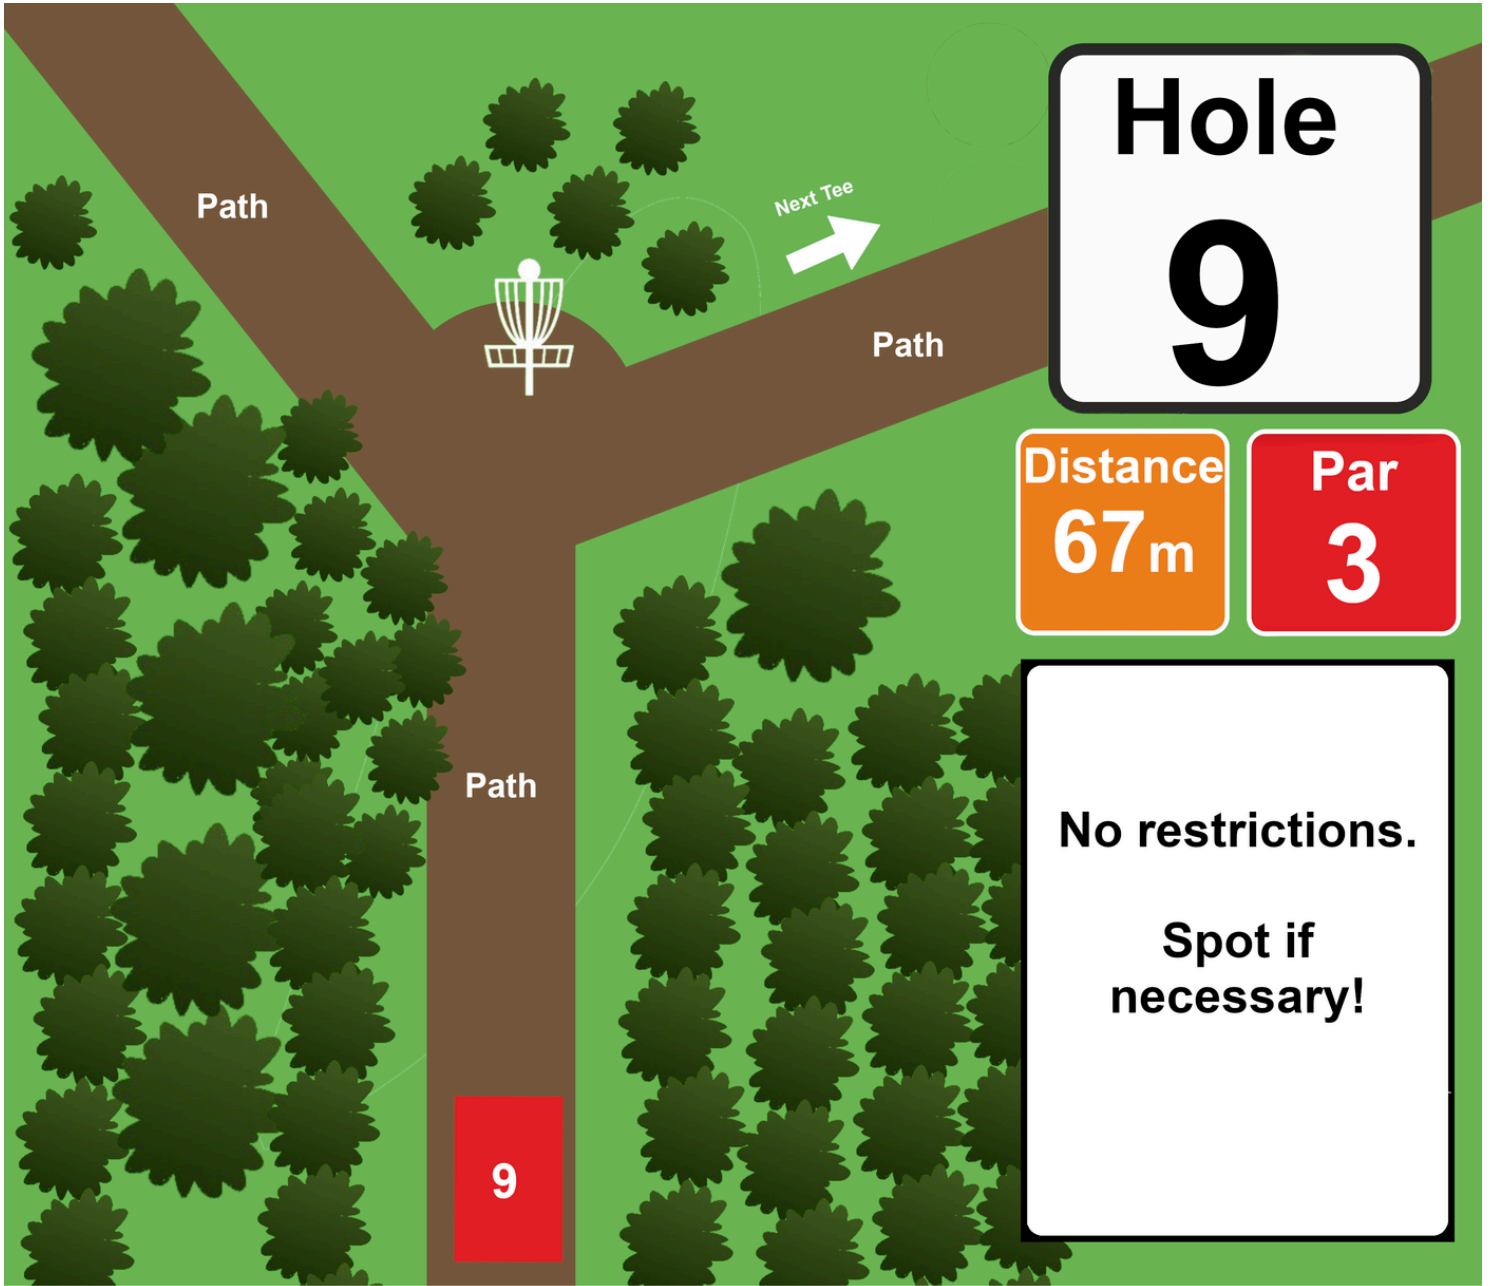 Hole
9
Path
Next Tee
Path
Distance
67m
Par
3
Path
No restrictions.
Spot if
necessary!
9